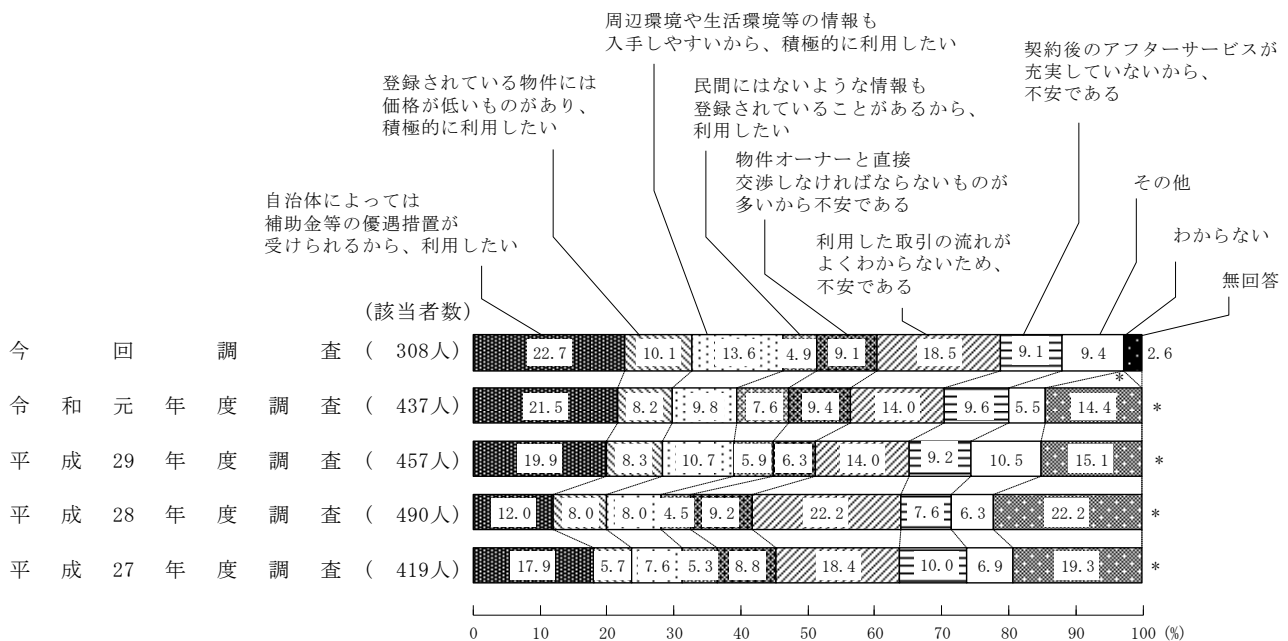 周辺環境や生活環境等の情報も
入手しやすいから、積極的に利用したい
契約後のアフターサービスが
充実していないから、
不安である
登録されている物件には
価格が低いものがあり、
積極的に利用したい
民間にはないような情報も
登録されていることがあるから、
利用したい
物件オーナーと直接
交渉しなければならないものが
多いから不安である
その他
自治体によっては
補助金等の優遇措置が
受けられるから、利用したい
利用した取引の流れが
よくわからないため、
不安である
わからない
無回答
(該当者数)
今回調査 ( 308人) 22.7 10.1 13.6 4.9 9.1 18.5 9.1 9.4 2.6
*
令和元年度調査 ( 437人) 21.5 8.2 9.8 7.6 9.4 14.0 9.6 5.5 14.4 *
平成29年度調査 ( 457人) 19.9 8.3 10.7 5.9 6.3 14.0 9.2 10.5 15.1 *
平成28年度調査 ( 490人) 12.0 8.0 8.0 4.5 9.2 22.2 7.6 6.3 22.2 *
平成27年度調査 ( 419人) 17.9 5.7 7.6 5.3 8.8 18.4 10.0 6.9 19.3 *
0 10 20 30 40 50 60 70 80 90 100 (%)